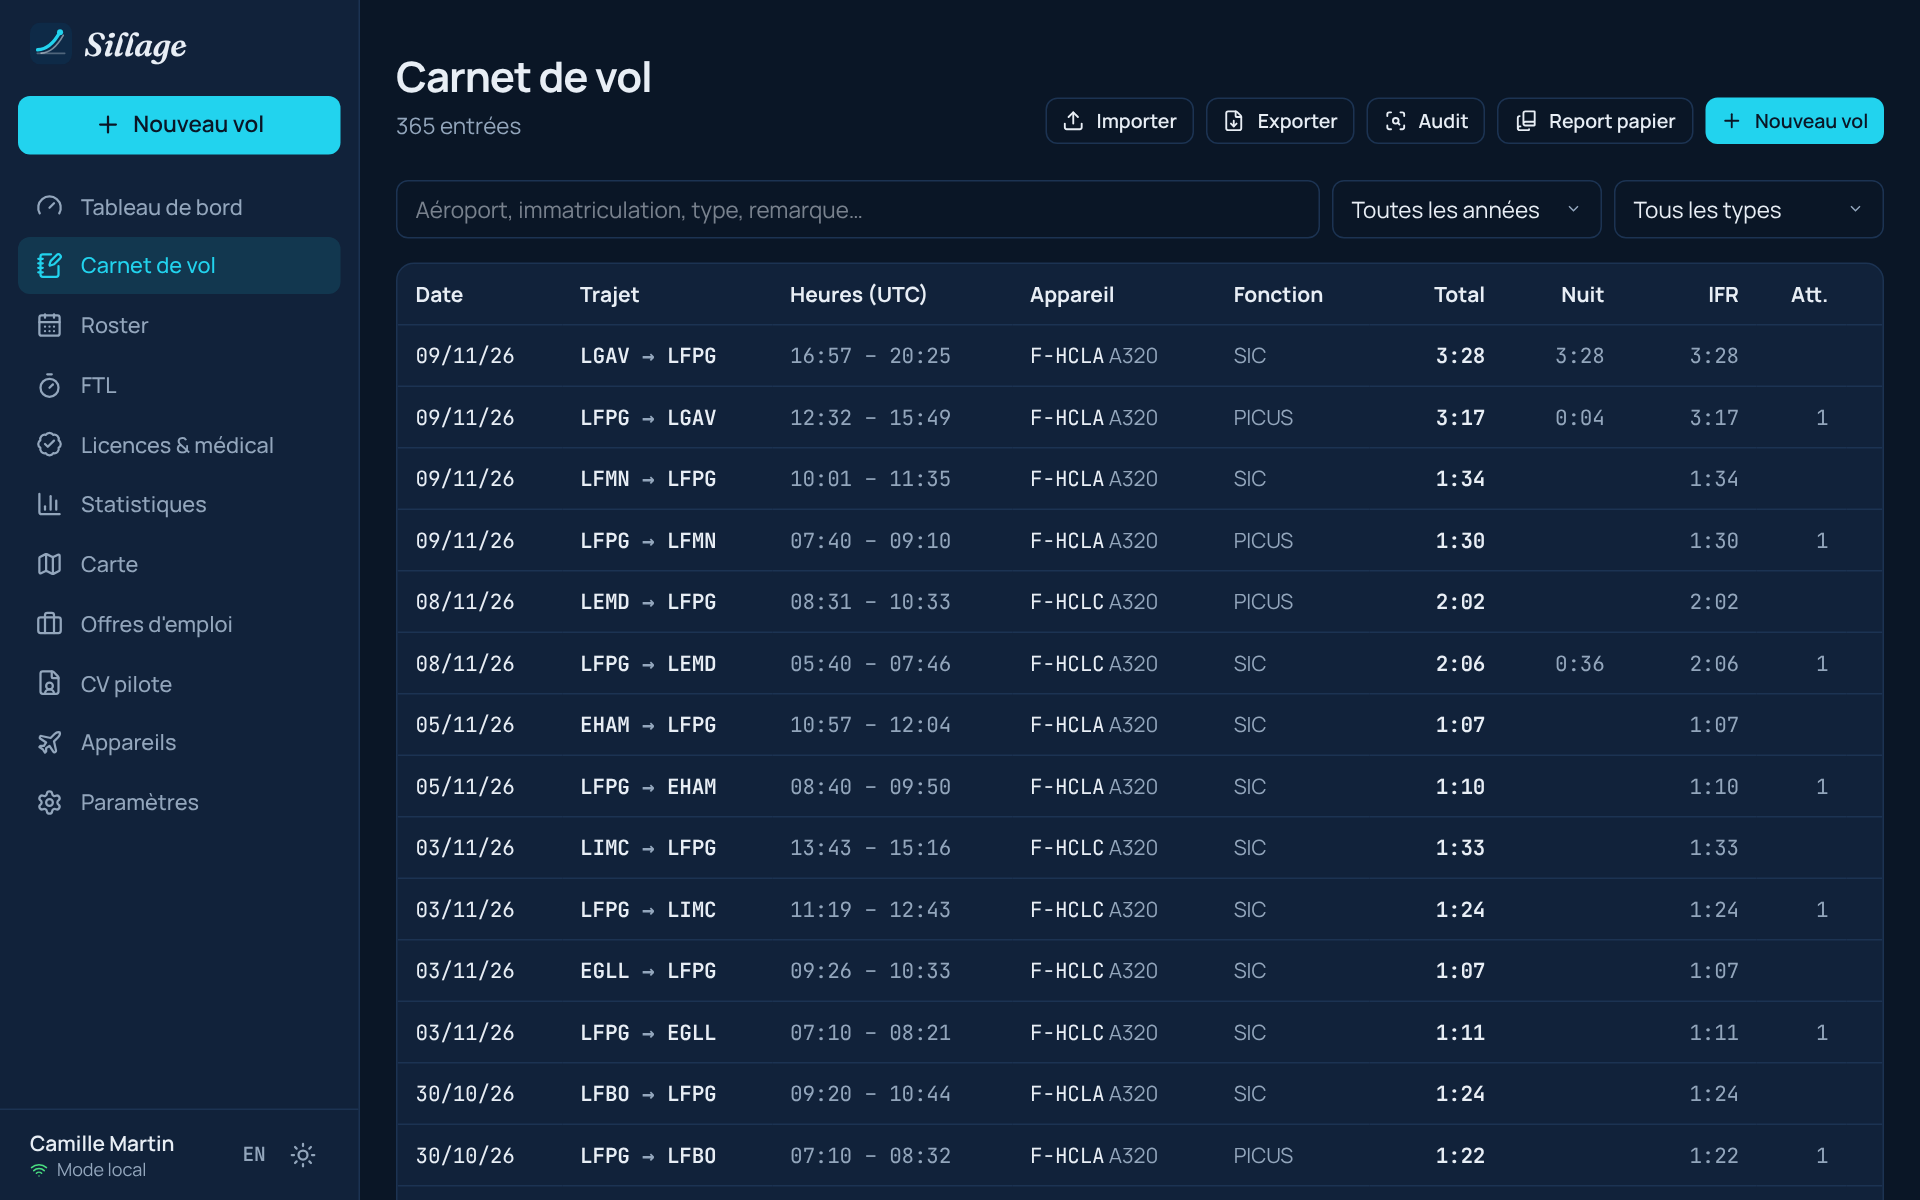 Sillage
+ Nouveau vol
Tableau de bord
Carnet de vol
Roster
FTL
Licences & médical
Statistiques
Carte
Offres d'emploi
CV pilote
Appareils
Paramètres
Camille Martin
Mode local
EN
Carnet de vol
365 entrées
Importer
Exporter
Audit
Report papier
+ Nouveau vol
Aéroport, immatriculation, type, remarque…
Toutes les années
Tous les types
Date Trajet Heures (UTC) Appareil Fonction Total Nuit IFR Att.
09/11/26 LGAV → LFPG 16:57 – 20:25 F-HCLA A320 SIC 3:28 3:28 3:28
09/11/26 LFPG → LGAV 12:32 – 15:49 F-HCLA A320 PICUS 3:17 0:04 3:17 1
09/11/26 LFMN → LFPG 10:01 – 11:35 F-HCLA A320 SIC 1:34 1:34
09/11/26 LFPG → LFMN 07:40 – 09:10 F-HCLA A320 PICUS 1:30 1:30 1
08/11/26 LEMD → LFPG 08:31 – 10:33 F-HCLC A320 PICUS 2:02 2:02
08/11/26 LFPG → LEMD 05:40 – 07:46 F-HCLC A320 SIC 2:06 0:36 2:06 1
05/11/26 EHAM → LFPG 10:57 – 12:04 F-HCLA A320 SIC 1:07 1:07
05/11/26 LFPG → EHAM 08:40 – 09:50 F-HCLA A320 SIC 1:10 1:10 1
03/11/26 LIMC → LFPG 13:43 – 15:16 F-HCLC A320 SIC 1:33 1:33
03/11/26 LFPG → LIMC 11:19 – 12:43 F-HCLC A320 SIC 1:24 1:24 1
03/11/26 EGLL → LFPG 09:26 – 10:33 F-HCLC A320 SIC 1:07 1:07
03/11/26 LFPG → EGLL 07:10 – 08:21 F-HCLC A320 SIC 1:11 1:11 1
30/10/26 LFBO → LFPG 09:20 – 10:44 F-HCLA A320 SIC 1:24 1:24
30/10/26 LFPG → LFBO 07:10 – 08:32 F-HCLA A320 PICUS 1:22 1:22 1